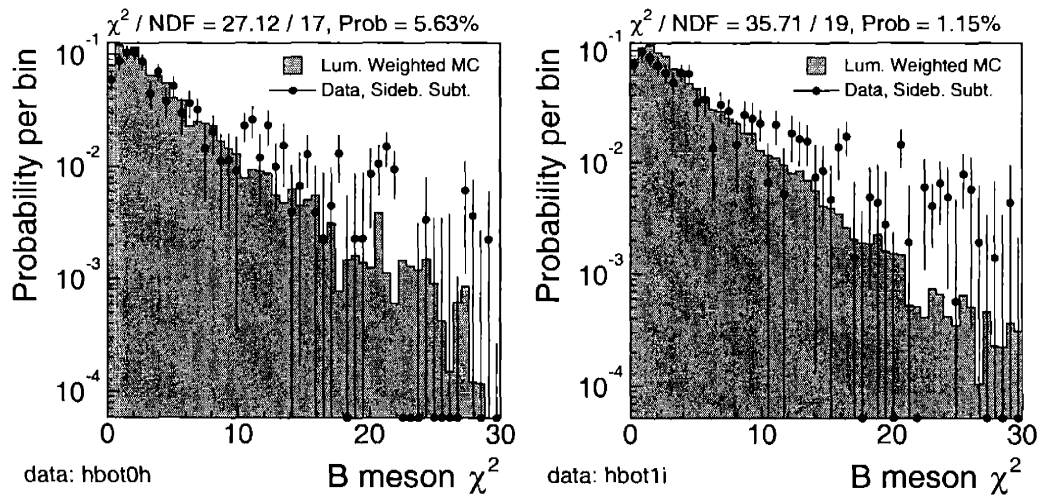 χ² / NDF = 27.12 / 17, Prob = 5.63%
Probability per bin
10⁻¹
10⁻²
10⁻³
10⁻⁴
Lum. Weighted MC
Data, Sideb. Subt.
0 10 20 30
data: hbot0h
B meson χ²
χ² / NDF = 35.71 / 19, Prob = 1.15%
Probability per bin
10⁻¹
10⁻²
10⁻³
10⁻⁴
Lum. Weighted MC
Data, Sideb. Subt.
0 10 20 30
data: hbot1i
B meson χ²